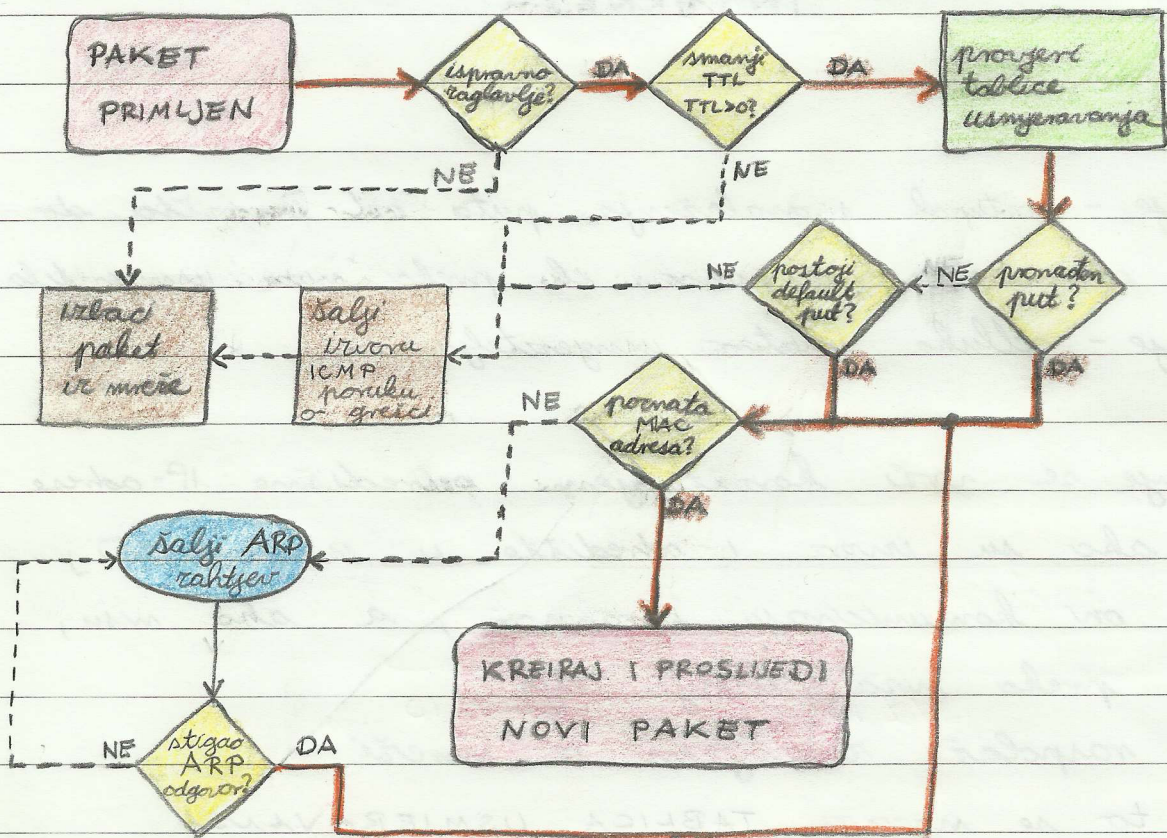 PAKET
PRIMLJEN
ispravno
zaglavlje?
DA
smanji
TTL
TTL>0?
DA
provjeri
tablice
usmjeravanja
NE
NE
izbaci
paket
iz mreže
šalji
izvoru
ICMP
poruku
o grešci
NE
postoji
default
put?
NE
pronađen
put?
DA
DA
NE
poznata
MAC
adresa?
DA
šalji ARP
zahtjev
KREIRAJ I PROSLIJEDI
NOVI PAKET
NE
stigao
ARP
odgovor?
DA